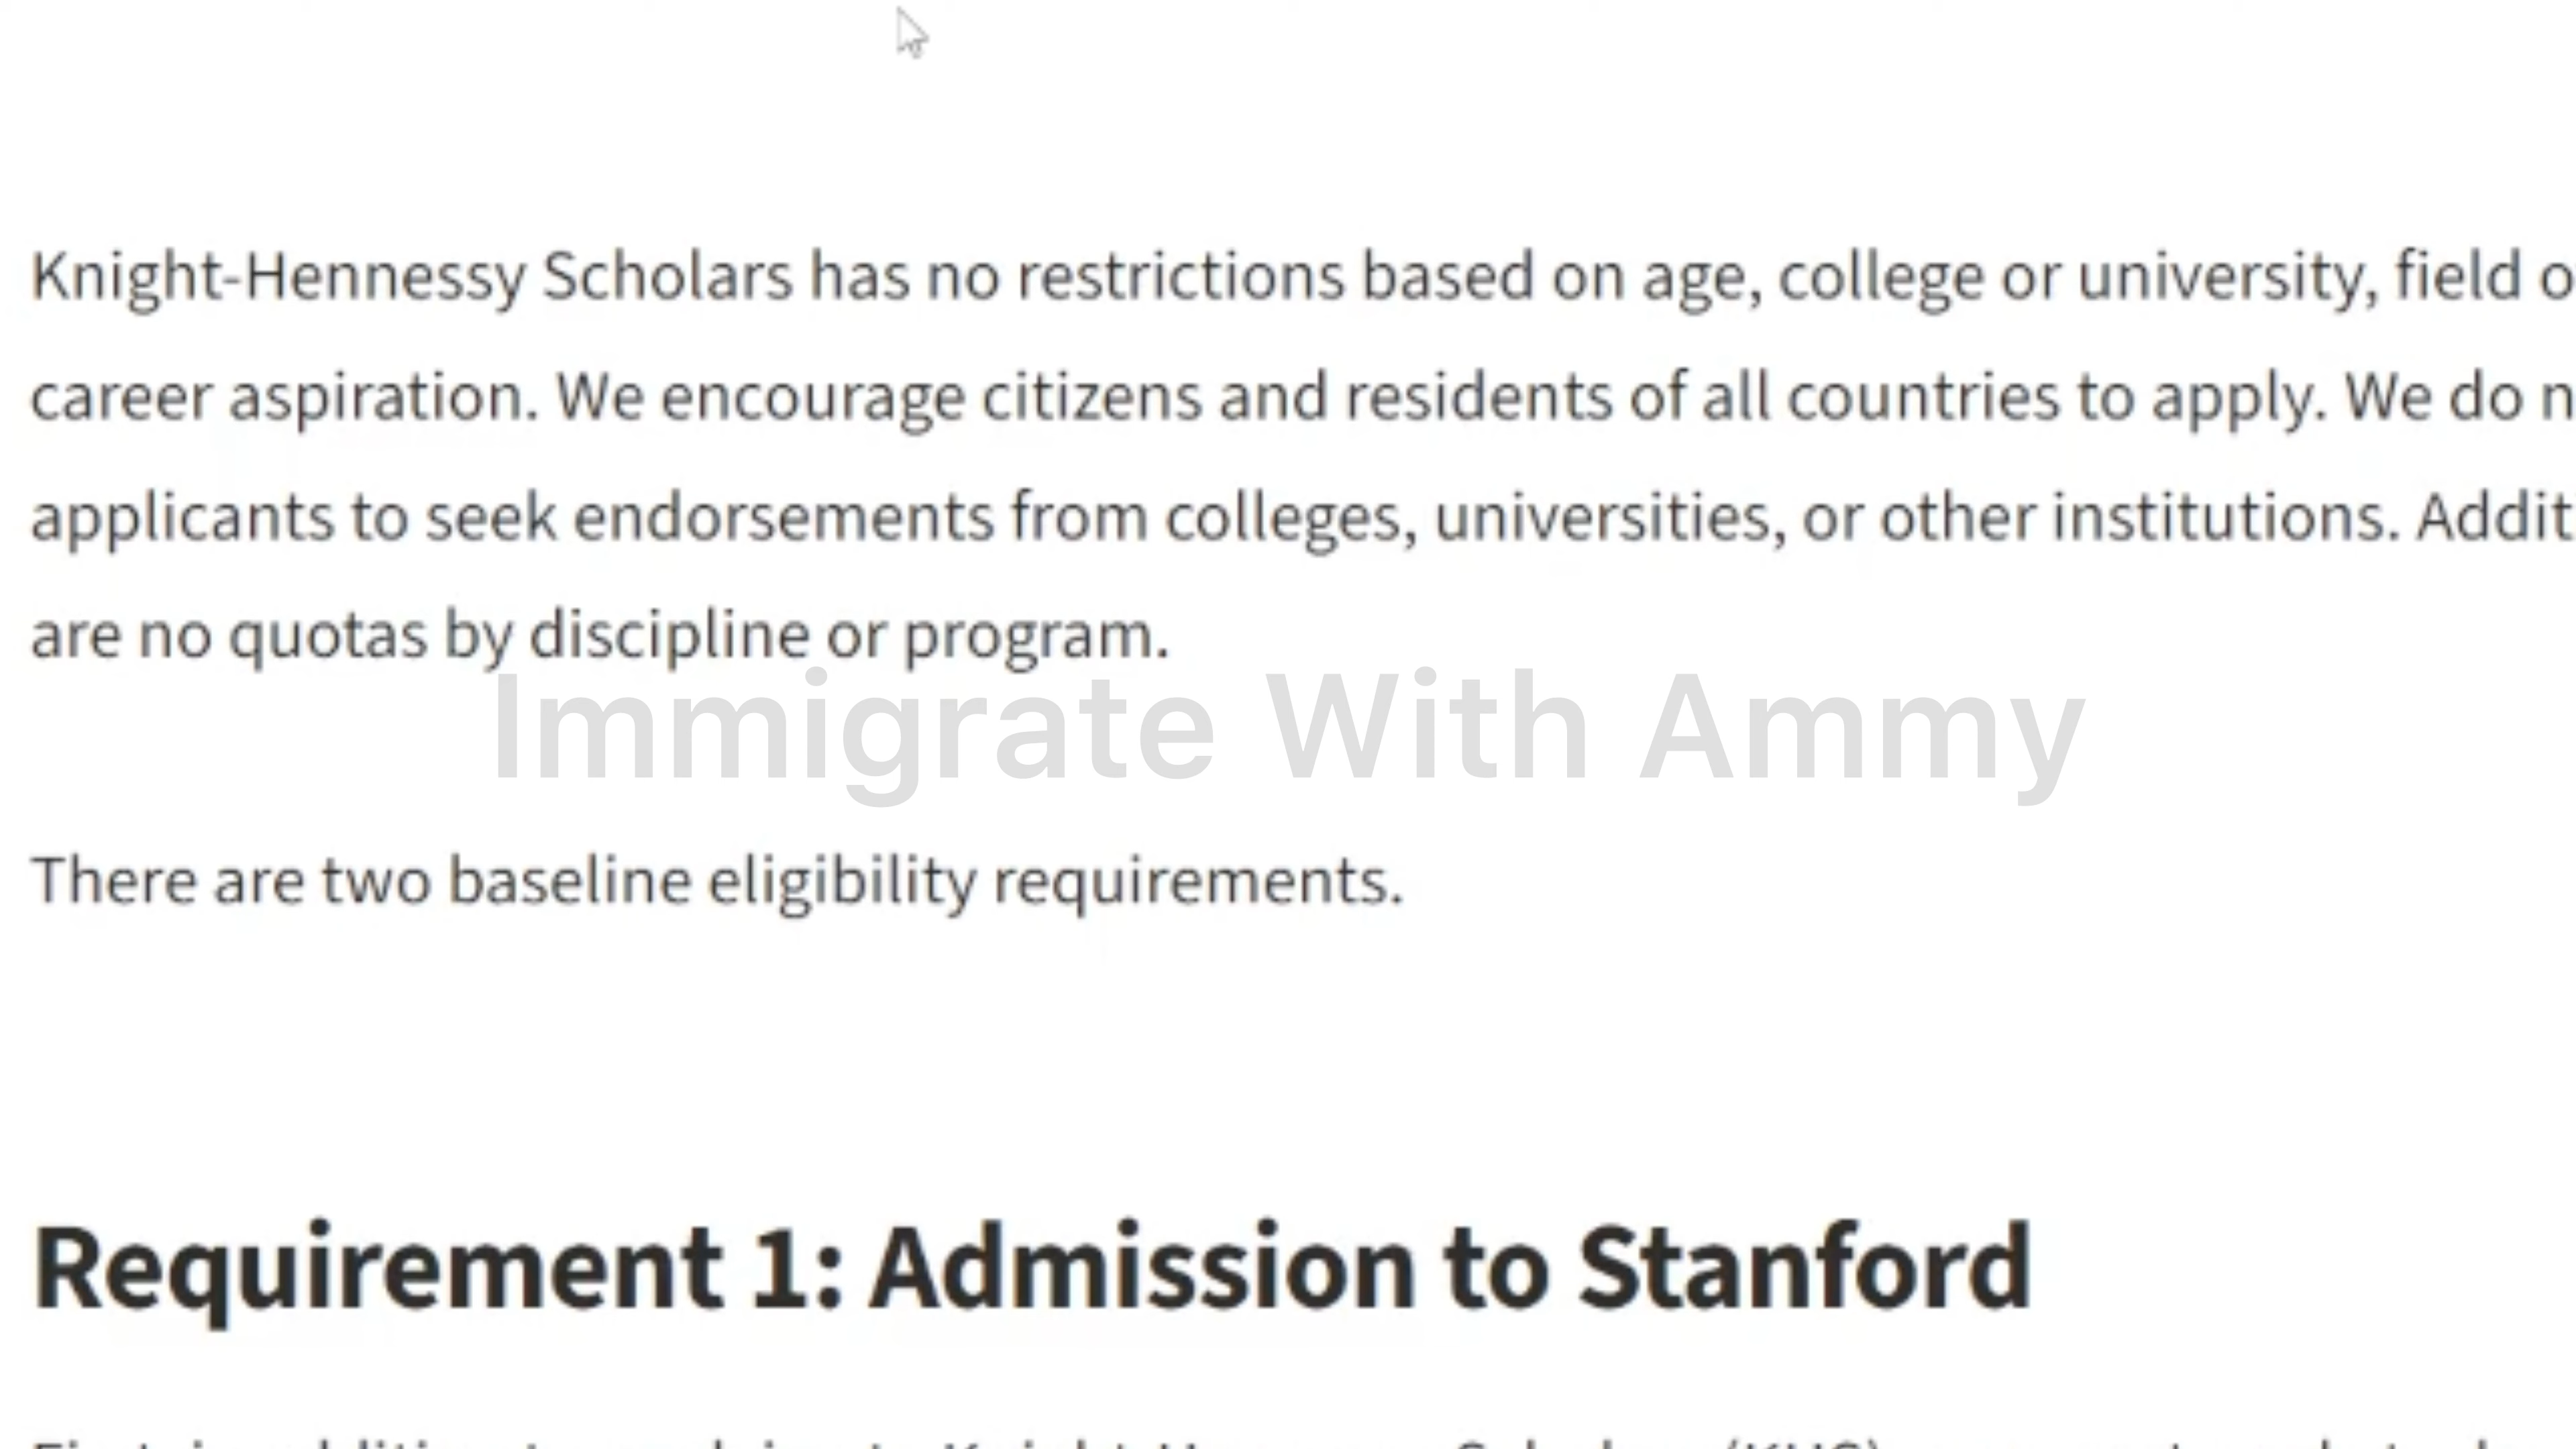 Knight-Hennessy Scholars has no restrictions based on age, college or university, field
career aspiration. We encourage citizens and residents of all countries to apply. We do
applicants to seek endorsements from colleges, universities, or other institutions.
are no quotas by discipline or program.
Immigrate With Ammy
There are two baseline eligibility requirements.
Requirement 1: Admission to Stanford